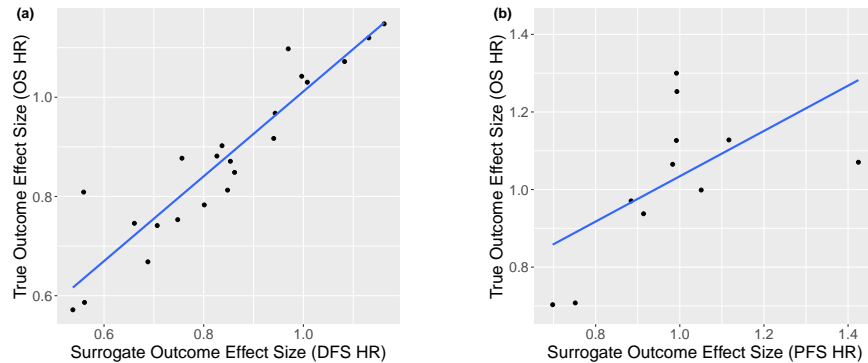 (a)
True Outcome Effect Size (OS HR)
1.0
0.8
0.6
0.6 0.8 1.0
Surrogate Outcome Effect Size (DFS HR)
(b)
True Outcome Effect Size (OS HR)
1.4
1.2
1.0
0.8
0.8 1.0 1.2 1.4
Surrogate Outcome Effect Size (PFS HR)